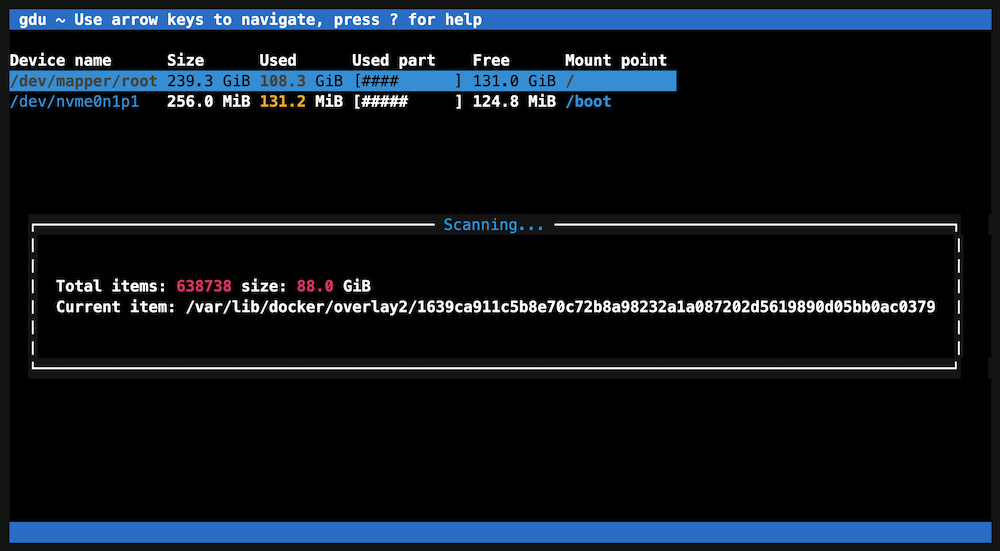 gdu ~ Use arrow keys to navigate, press ? for help
Device name Size Used Used part Free Mount point
/dev/mapper/root 239.3 GiB 108.3 GiB [#### ] 131.0 GiB /
/dev/nvme0n1p1 256.0 MiB 131.2 MiB [##### ] 124.8 MiB /boot
Scanning...
Total items: 638738 size: 88.0 GiB
Current item: /var/lib/docker/overlay2/1639ca911c5b8e70c72b8a98232a1a087202d5619890d05bb0ac0379